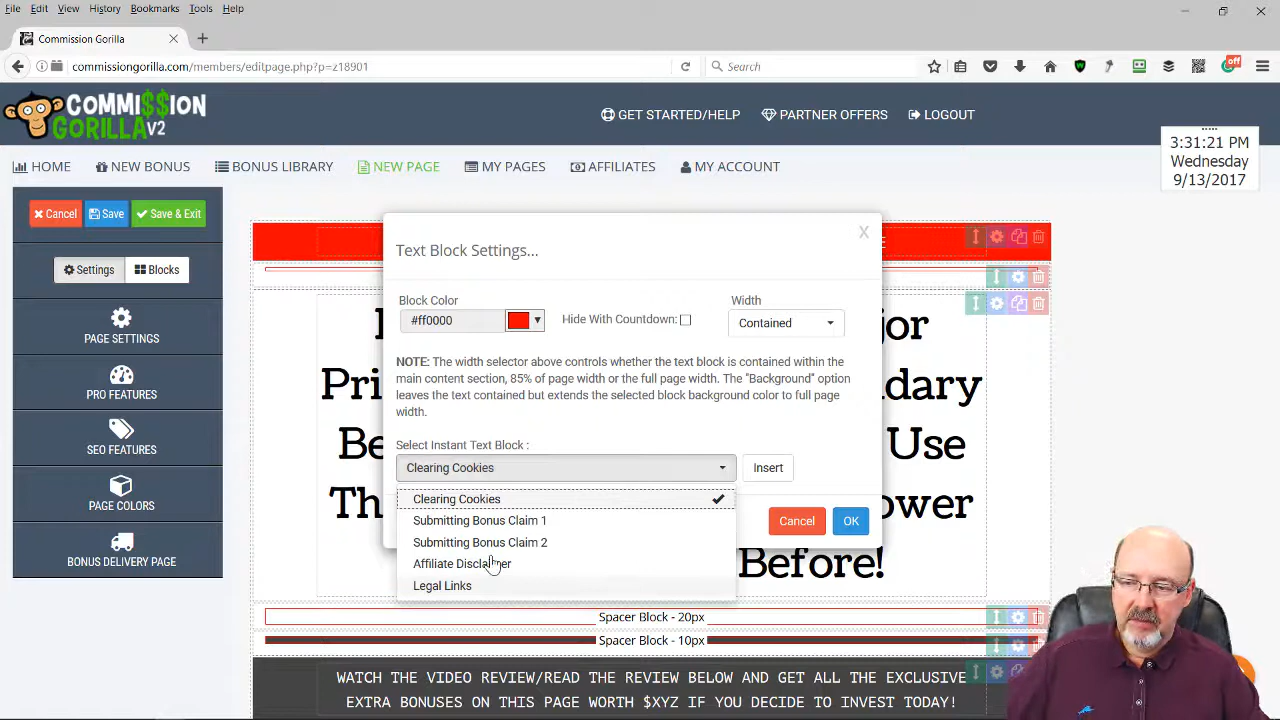 File Edit View History Bookmarks Tools Help
Commission Gorilla
commissiongorilla.com/members/editpage.php?p=z18901
Search
off
COMMI$$ION
GORILLA V2
GET STARTED/HELP
PARTNER OFFERS
LOGOUT
3:31:21 PM
Wednesday
9/13/2017
HOME
NEW BONUS
BONUS LIBRARY
NEW PAGE
MY PAGES
AFFILIATES
MY ACCOUNT
Cancel
Save
Save & Exit
Settings
Blocks
PAGE SETTINGS
PRO FEATURES
SEO FEATURES
PAGE COLORS
BONUS DELIVERY PAGE
Text Block Settings...
X
Block Color
#ff0000
Hide With Countdown:
Width
Contained
NOTE: The width selector above controls whether the text block is contained within the
main content section, 85% of page width or the full page width. The "Background" option
leaves the text contained but extends the selected block background color to full page
width.
Select Instant Text Block :
Clearing Cookies
Insert
Clearing Cookies
Submitting Bonus Claim 1
Submitting Bonus Claim 2
Legal Links
Cancel
OK
Before!
Spacer Block - 20px
Spacer Block - 10px
WATCH THE VIDEO REVIEW/READ THE REVIEW BELOW AND GET ALL THE EXCLUSIVE
EXTRA BONUSES ON THIS PAGE WORTH $XYZ IF YOU DECIDE TO INVEST TODAY!